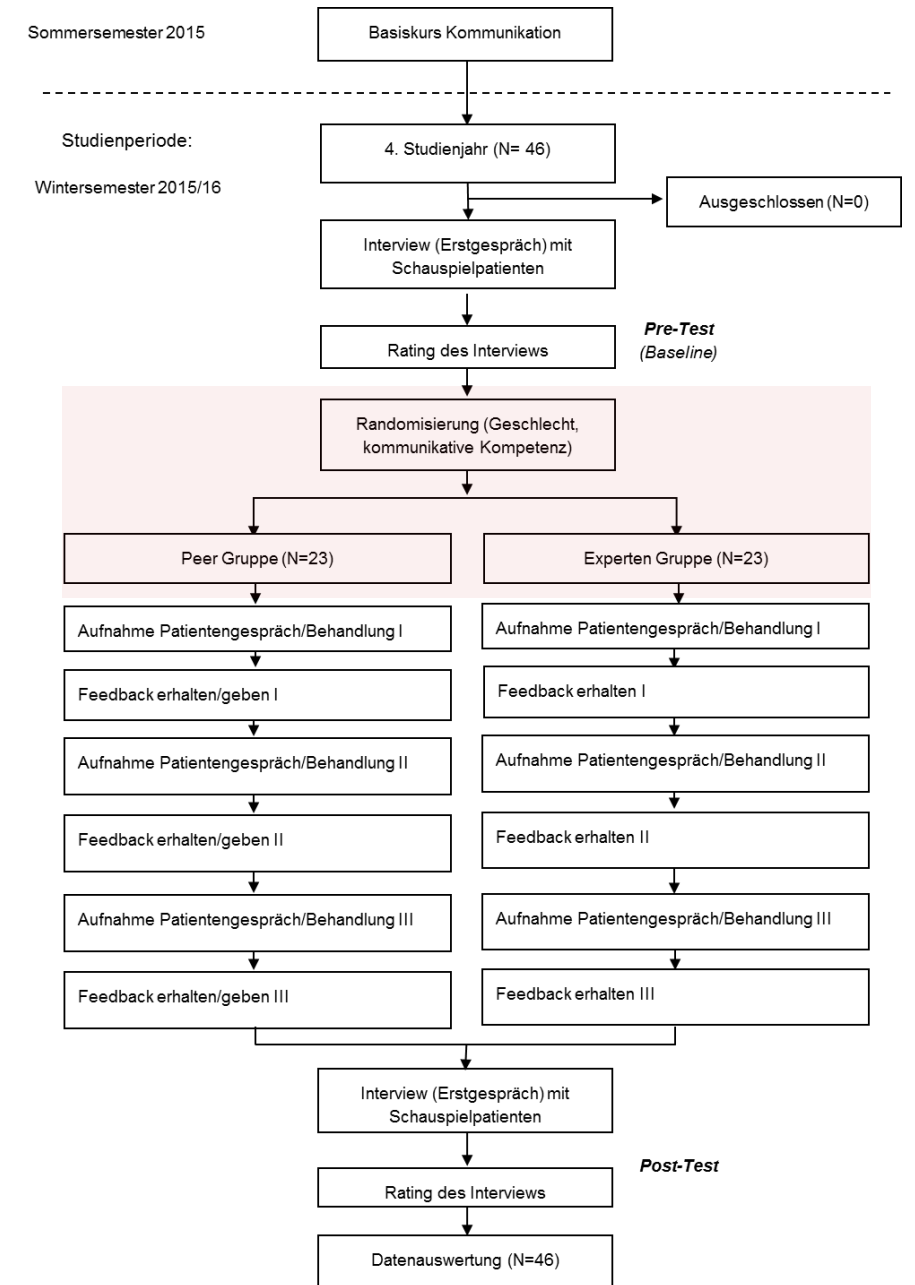 Sommersemester 2015
Basiskurs Kommunikation
Studienperiode:
Wintersemester 2015/16
4. Studienjahr (N= 46)
Ausgeschlossen (N=0)
Interview (Erstgespräch) mit
Schauspielpatienten
Rating des Interviews
Pre-Test
(Baseline)
Randomisierung (Geschlecht,
kommunikative Kompetenz)
Peer Gruppe (N=23)
Experten Gruppe (N=23)
Aufnahme Patientengespräch/Behandlung I
Aufnahme Patientengespräch/Behandlung I
Feedback erhalten/geben I
Feedback erhalten I
Aufnahme Patientengespräch/Behandlung II
Aufnahme Patientengespräch/Behandlung II
Feedback erhalten/geben II
Feedback erhalten II
Aufnahme Patientengespräch/Behandlung III
Aufnahme Patientengespräch/Behandlung III
Feedback erhalten/geben III
Feedback erhalten III
Interview (Erstgespräch) mit
Schauspielpatienten
Post-Test
Rating des Interviews
Datenauswertung (N=46)